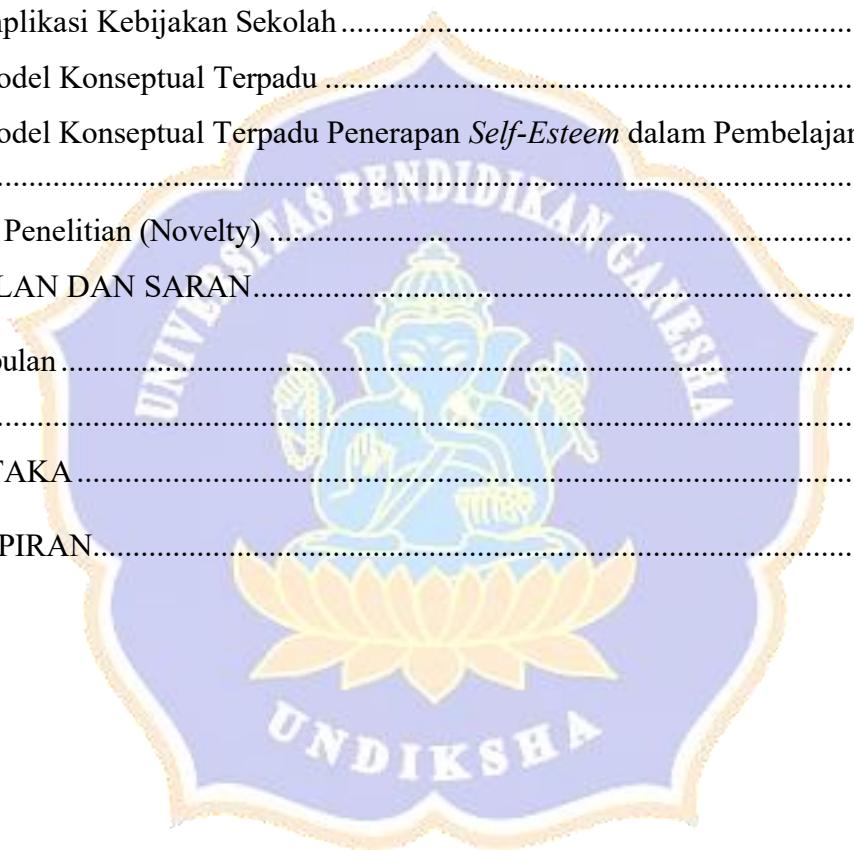 nplikasi Kebijakan Sekolah ................................................................
odel Konseptual Terpadu ................................................................
odel Konseptual Terpadu Penerapan Self-Esteem dalam Pembelajar
................................................................
Penelitian (Novelty) ................................................................
LAN DAN SARAN................................................................
pulan ................................................................
................................................................
TAKA ................................................................
PIRAN................................................................
UNIVERSITAS PENDIDIKAN GANESHA
UNDIKSHA